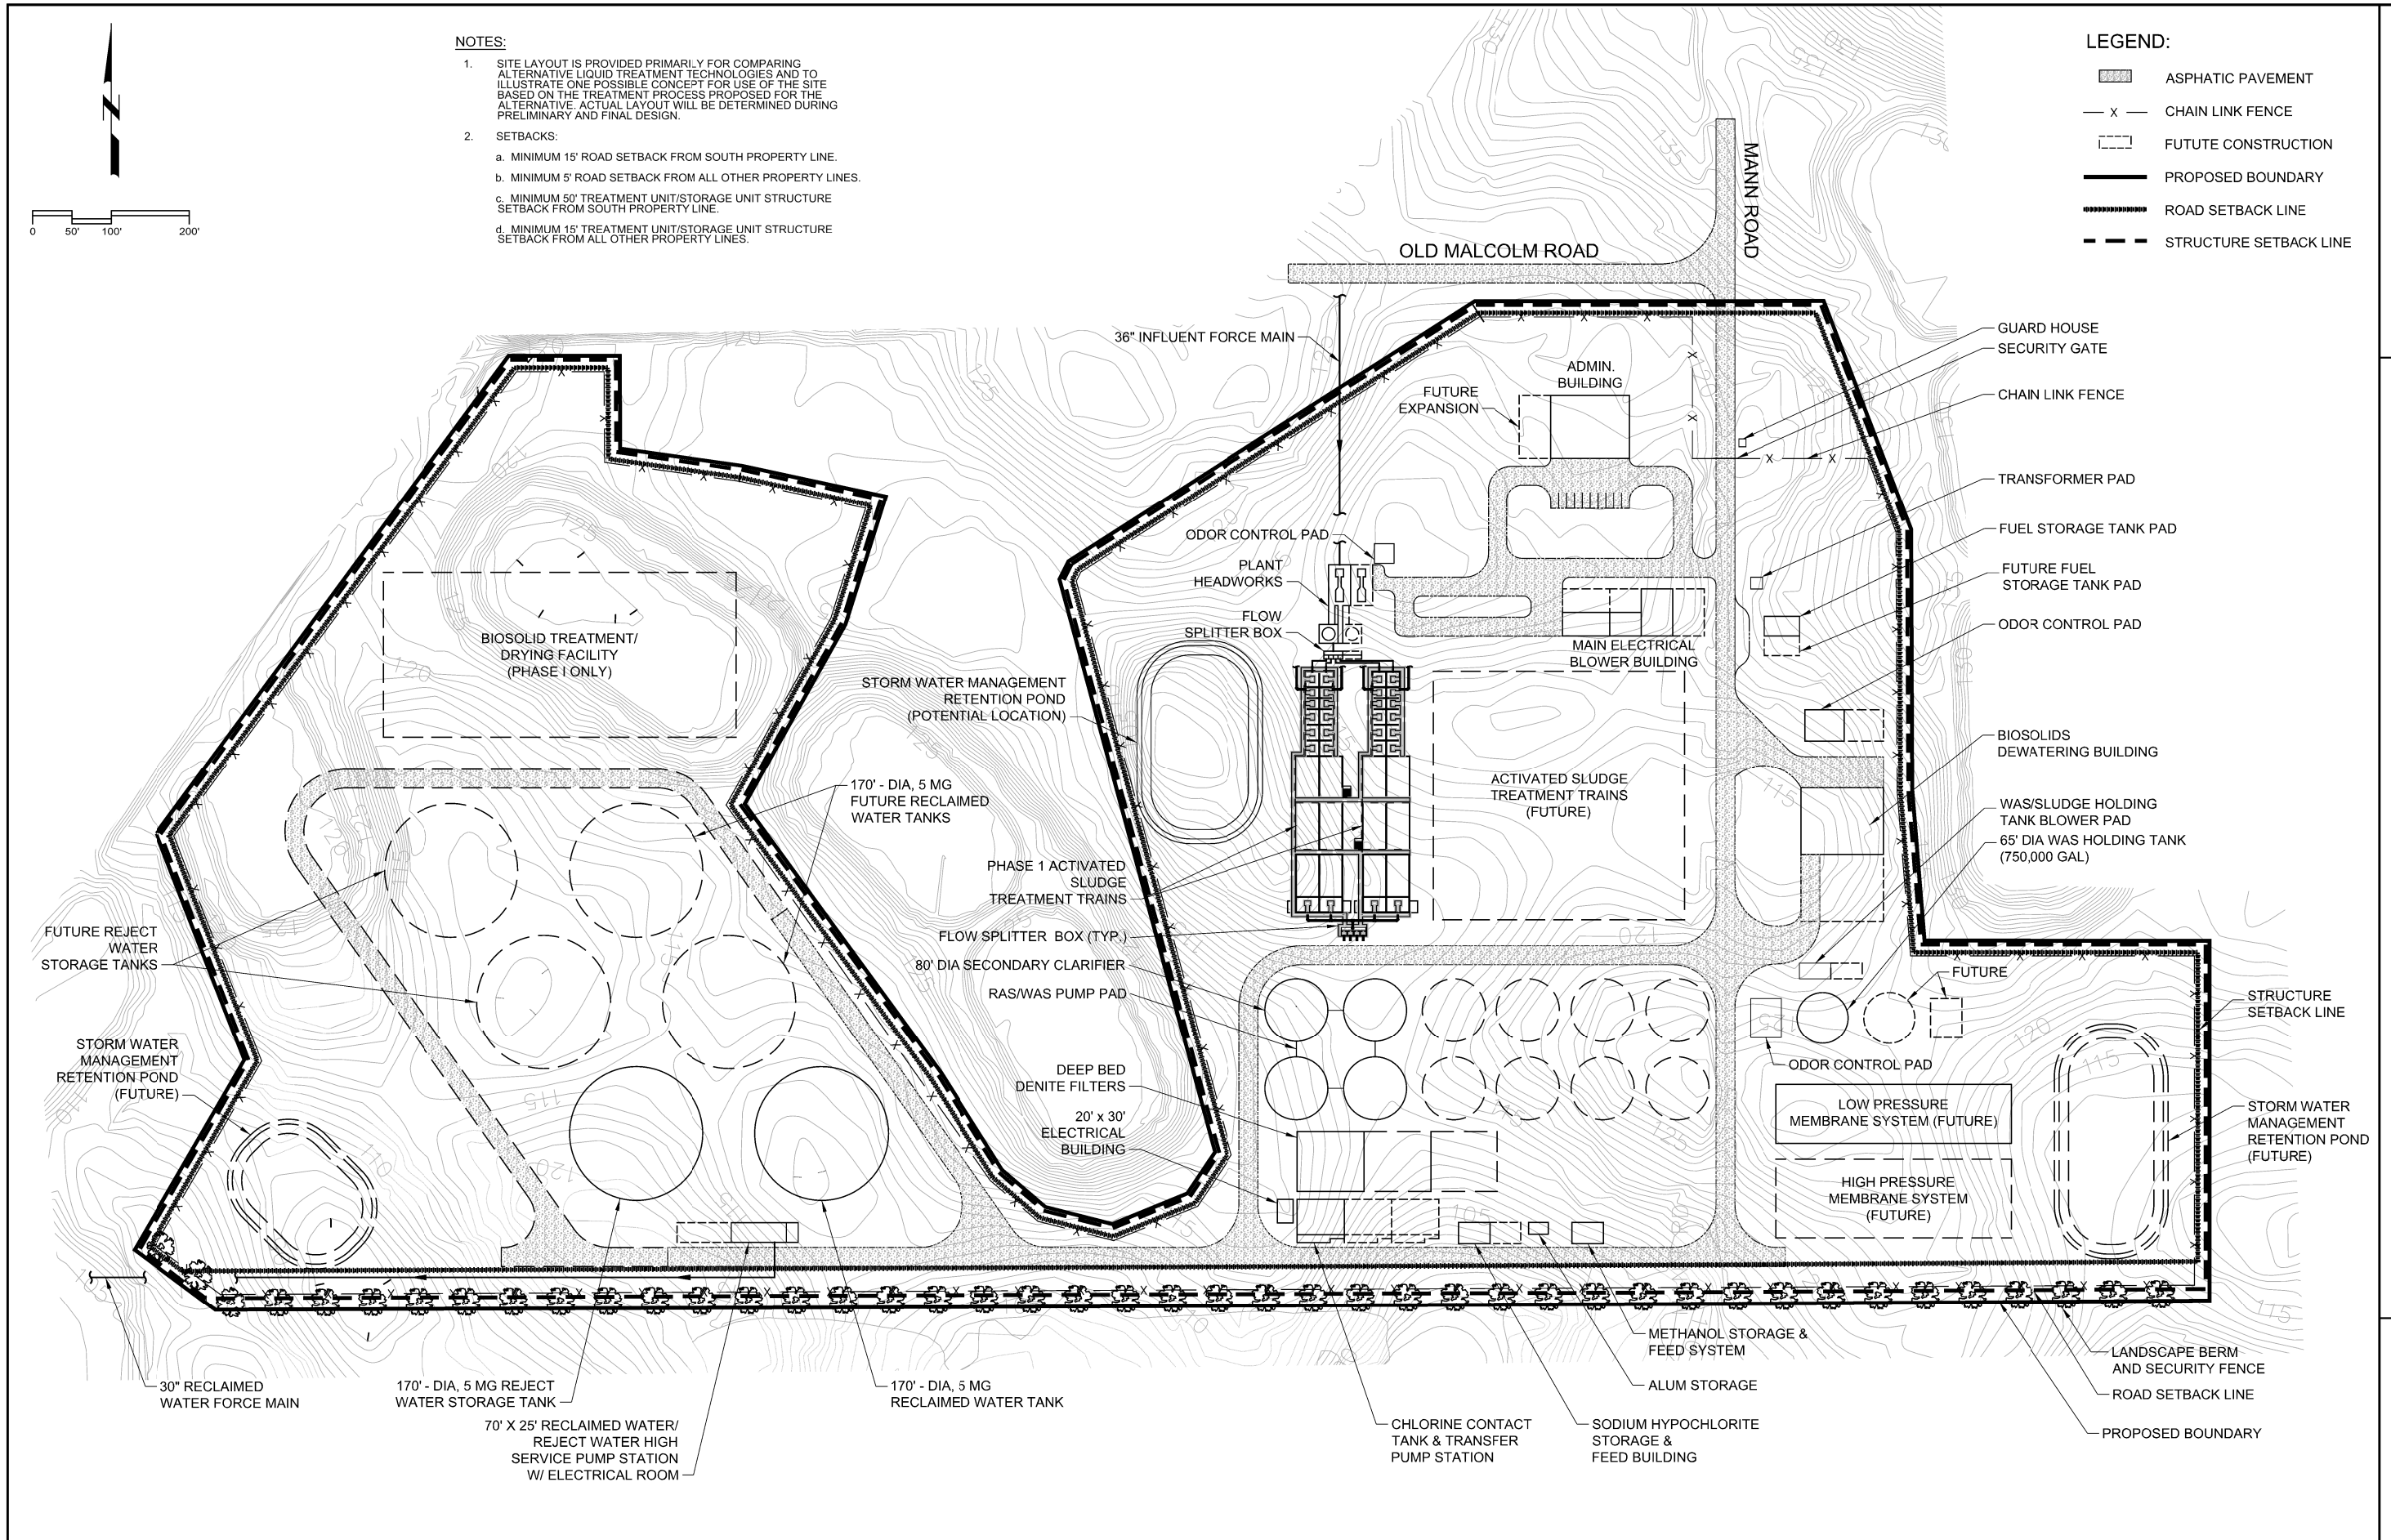 NOTES:
1. SITE LAYOUT IS PROVIDED PRIMARILY FOR COMPARING
ALTERNATIVE LIQUID TREATMENT TECHNOLOGIES AND TO
ILLUSTRATE ONE POSSIBLE CONCEPT FOR USE OF THE SITE
BASED ON THE TREATMENT PROCESS PROPOSED FOR THE
ALTERNATIVE. ACTUAL LAYOUT WILL BE DETERMINED DURING
PRELIMINARY AND FINAL DESIGN.
2. SETBACKS:
a. MINIMUM 15' ROAD SETBACK FROM SOUTH PROPERTY LINE.
b. MINIMUM 5' ROAD SETBACK FROM ALL OTHER PROPERTY LINES.
c. MINIMUM 50' TREATMENT UNIT/STORAGE UNIT STRUCTURE
SETBACK FROM SOUTH PROPERTY LINE.
d. MINIMUM 15' TREATMENT UNIT/STORAGE UNIT STRUCTURE
SETBACK FROM ALL OTHER PROPERTY LINES.
N
0 50' 100' 200'
LEGEND:
ASPHATIC PAVEMENT
X CHAIN LINK FENCE
FUTUTE CONSTRUCTION
PROPOSED BOUNDARY
ROAD SETBACK LINE
STRUCTURE SETBACK LINE
MANN ROAD
OLD MALCOLM ROAD
36" INFLUENT FORCE MAIN
ADMIN.
BUILDING
FUTURE
EXPANSION
GUARD HOUSE
SECURITY GATE
CHAIN LINK FENCE
TRANSFORMER PAD
FUEL STORAGE TANK PAD
FUTURE FUEL
STORAGE TANK PAD
ODOR CONTROL PAD
BIOSOLIDS
DEWATERING BUILDING
WAS/SLUDGE HOLDING
TANK BLOWER PAD
65' DIA WAS HOLDING TANK
(750,000 GAL)
FUTURE
STRUCTURE
SETBACK LINE
ODOR CONTROL PAD
STORM WATER
MANAGEMENT
RETENTION POND
(FUTURE)
LOW PRESSURE
MEMBRANE SYSTEM (FUTURE)
HIGH PRESSURE
MEMBRANE SYSTEM
(FUTURE)
ODOR CONTROL PAD
PLANT
HEADWORKS
FLOW
SPLITTER BOX
MAIN ELECTRICAL
BLOWER BUILDING
STORM WATER MANAGEMENT
RETENTION POND
(POTENTIAL LOCATION)
ACTIVATED SLUDGE
TREATMENT TRAINS
(FUTURE)
PHASE 1 ACTIVATED
SLUDGE
TREATMENT TRAINS
FLOW SPLITTER BOX (TYP.)
80' DIA SECONDARY CLARIFIER
RAS/WAS PUMP PAD
DEEP BED
DENITE FILTERS
20' x 30'
ELECTRICAL
BUILDING
BIOSOLID TREATMENT/
DRYING FACILITY
(PHASE I ONLY)
170' - DIA, 5 MG
FUTURE RECLAIMED
WATER TANKS
FUTURE REJECT
WATER
STORAGE TANKS
STORM WATER
MANAGEMENT
RETENTION POND
(FUTURE)
30" RECLAIMED
WATER FORCE MAIN
170' - DIA, 5 MG REJECT
WATER STORAGE TANK
70' X 25' RECLAIMED WATER/
REJECT WATER HIGH
SERVICE PUMP STATION
W/ ELECTRICAL ROOM
170' - DIA, 5 MG
RECLAIMED WATER TANK
CHLORINE CONTACT
TANK & TRANSFER
PUMP STATION
SODIUM HYPOCHLORITE
STORAGE &
FEED BUILDING
ALUM STORAGE
METHANOL STORAGE &
FEED SYSTEM
LANDSCAPE BERM
AND SECURITY FENCE
ROAD SETBACK LINE
PROPOSED BOUNDARY